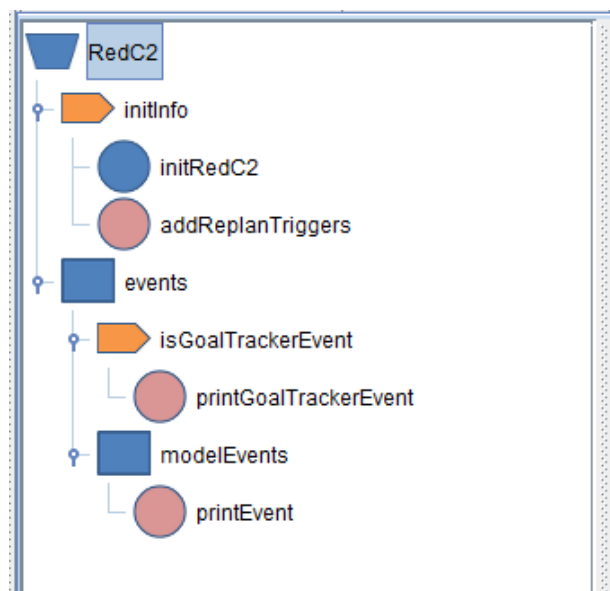 RedC2
initInfo
initRedC2
addReplanTriggers
events
isGoalTrackerEvent
printGoalTrackerEvent
modelEvents
printEvent